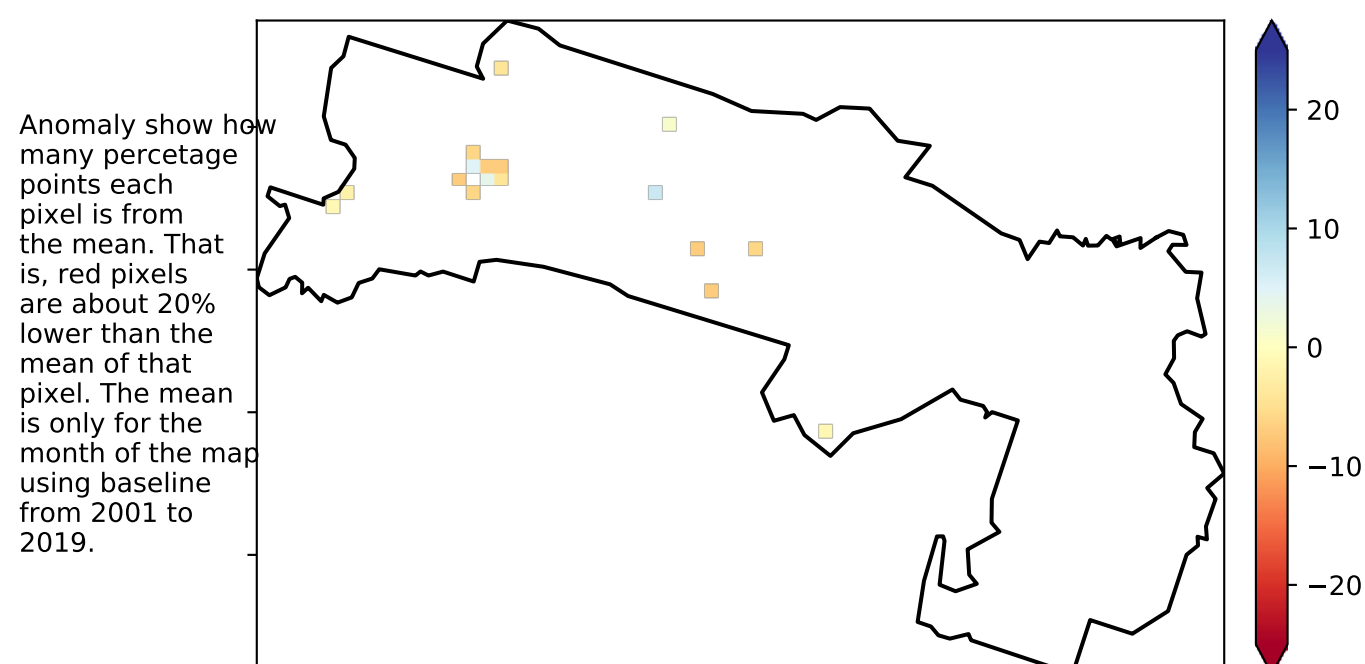 Anomaly show how
many percetage
points each
pixel is from
the mean. That
is, red pixels
are about 20%
lower than the
mean of that
pixel. The mean
is only for the
month of the map
using baseline
from 2001 to
2019.
20
10
0
−10
−20